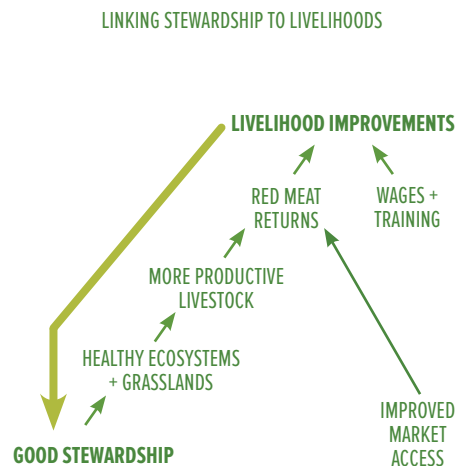 LINKING STEWARDSHIP TO LIVELIHOODS
LIVELIHOOD IMPROVEMENTS
RED MEAT
RETURNS
WAGES +
TRAINING
MORE PRODUCTIVE
LIVESTOCK
HEALTHY ECOSYSTEMS
+ GRASSLANDS
IMPROVED
MARKET
ACCESS
GOOD STEWARDSHIP